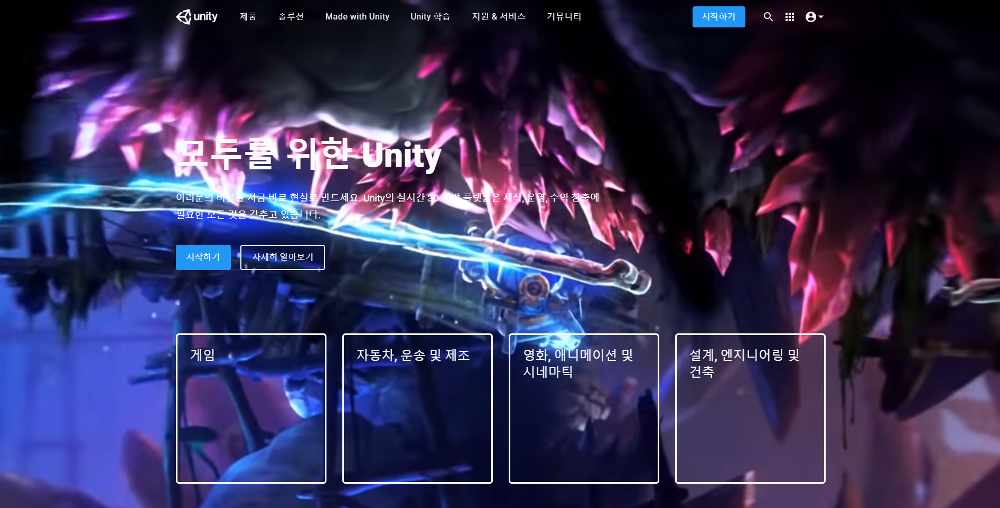 unity
제품
솔루션
Made with Unity
Unity 학습
지원 & 서비스
커뮤니티
시작하기
모두를 위한 Unity
여러분의 비전을 지금 바로 현실로 만드세요. Unity의 실시간 3D 개발 플랫폼은 제작, 운영, 수익 창출에
필요한 모든 것을 갖추고 있습니다.
시작하기
자세히 알아보기
게임
자동차, 운송 및 제조
영화, 애니메이션 및
시네마틱
설계, 엔지니어링 및
건축